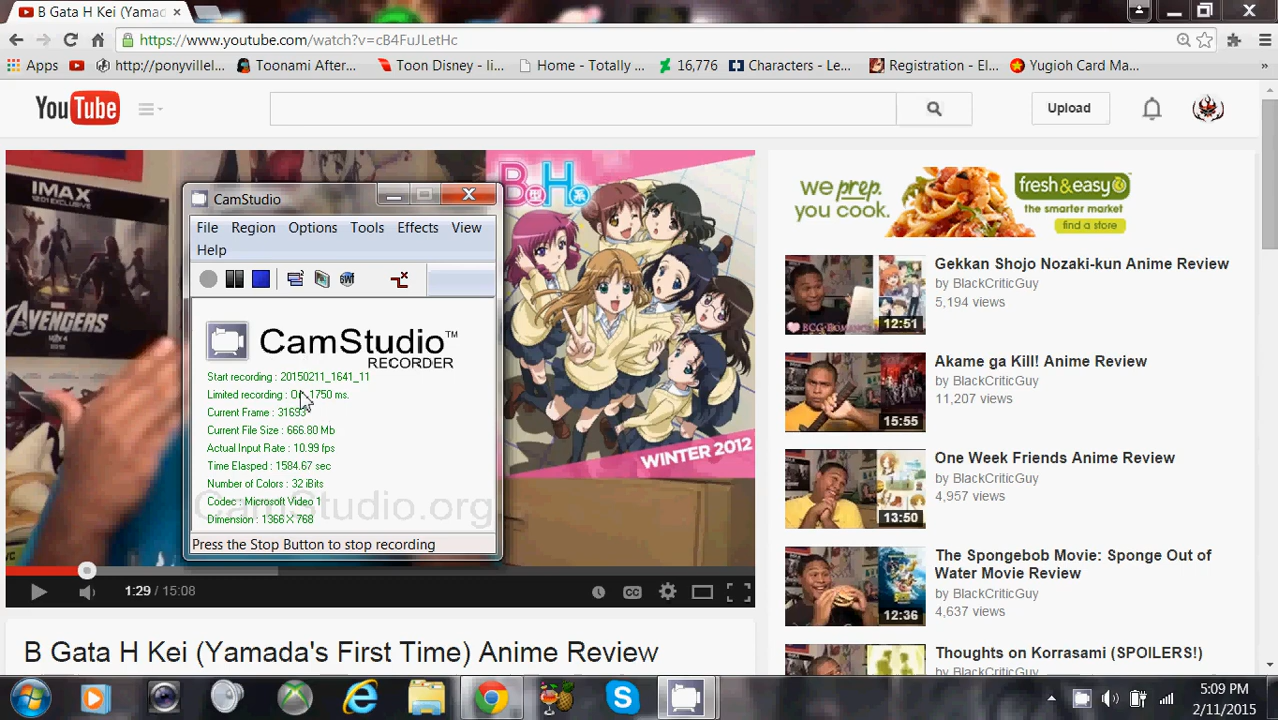 B Gata H Kei (Yamad
https://www.youtube.com/watch?v=cB4FuJLetHc
Apps
http://ponyvillel...
Toonami After...
Toon Disney - li...
Home - Totally ...
16,776
Characters - Le...
Registration - El...
Yugioh Card Ma...
»
YouTube
Upload
IMAX
AVENGERS
B型H系
WINTER 2012
CamStudio
File Region Options Tools Effects View
Help
CamStudio™
RECORDER
Start recording : 20150211_1641_11
Limited recording : 1750 ms.
Current Frame :
Current File Size : 666.80 Mb
Actual Input Rate : 10.99 fps
Time Elasped : 1584.67 sec
Number of Colors : 32 iBits
Codec : Microsoft Video 1
CamStudio.org
Dimension : 1366 X 768
Press the Stop Button to stop recording
1:29 / 15:08
CC
B Gata H Kei (Yamada's First Time) Anime Review
we prep.
you cook.
fresh&easy
the smarter market
find a store
Gekkan Shojo Nozaki-kun Anime Review
by BlackCriticGuy
5,194 views
BCG-ROMANCE
12:51
Akame ga Kill! Anime Review
by BlackCriticGuy
11,207 views
15:55
One Week Friends Anime Review
by BlackCriticGuy
4,957 views
13:50
The Spongebob Movie: Sponge Out of
Water Movie Review
by BlackCriticGuy
4,637 views
12:36
Thoughts on Korrasami (SPOILERS!)
by BlackCriticGuy
5:09 PM
2/11/2015